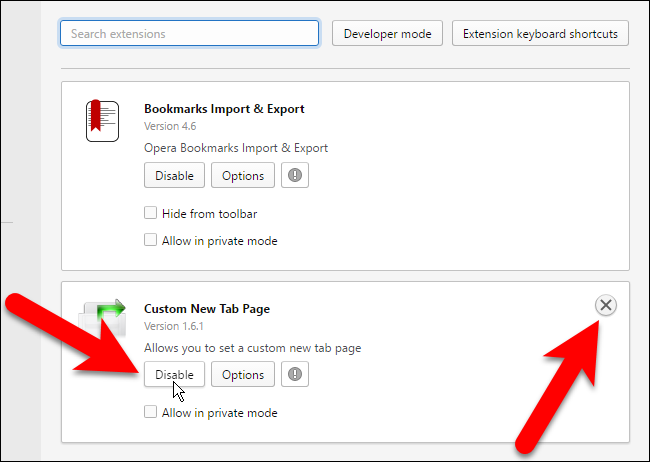 Search extensions
Developer mode
Extension keyboard shortcuts
Bookmarks Import & Export
Version 4.6
Opera Bookmarks Import & Export
Disable
Options
Hide from toolbar
Allow in private mode
Custom New Tab Page
Version 1.6.1
Allows you to set a custom new tab page
Disable
Options
Allow in private mode